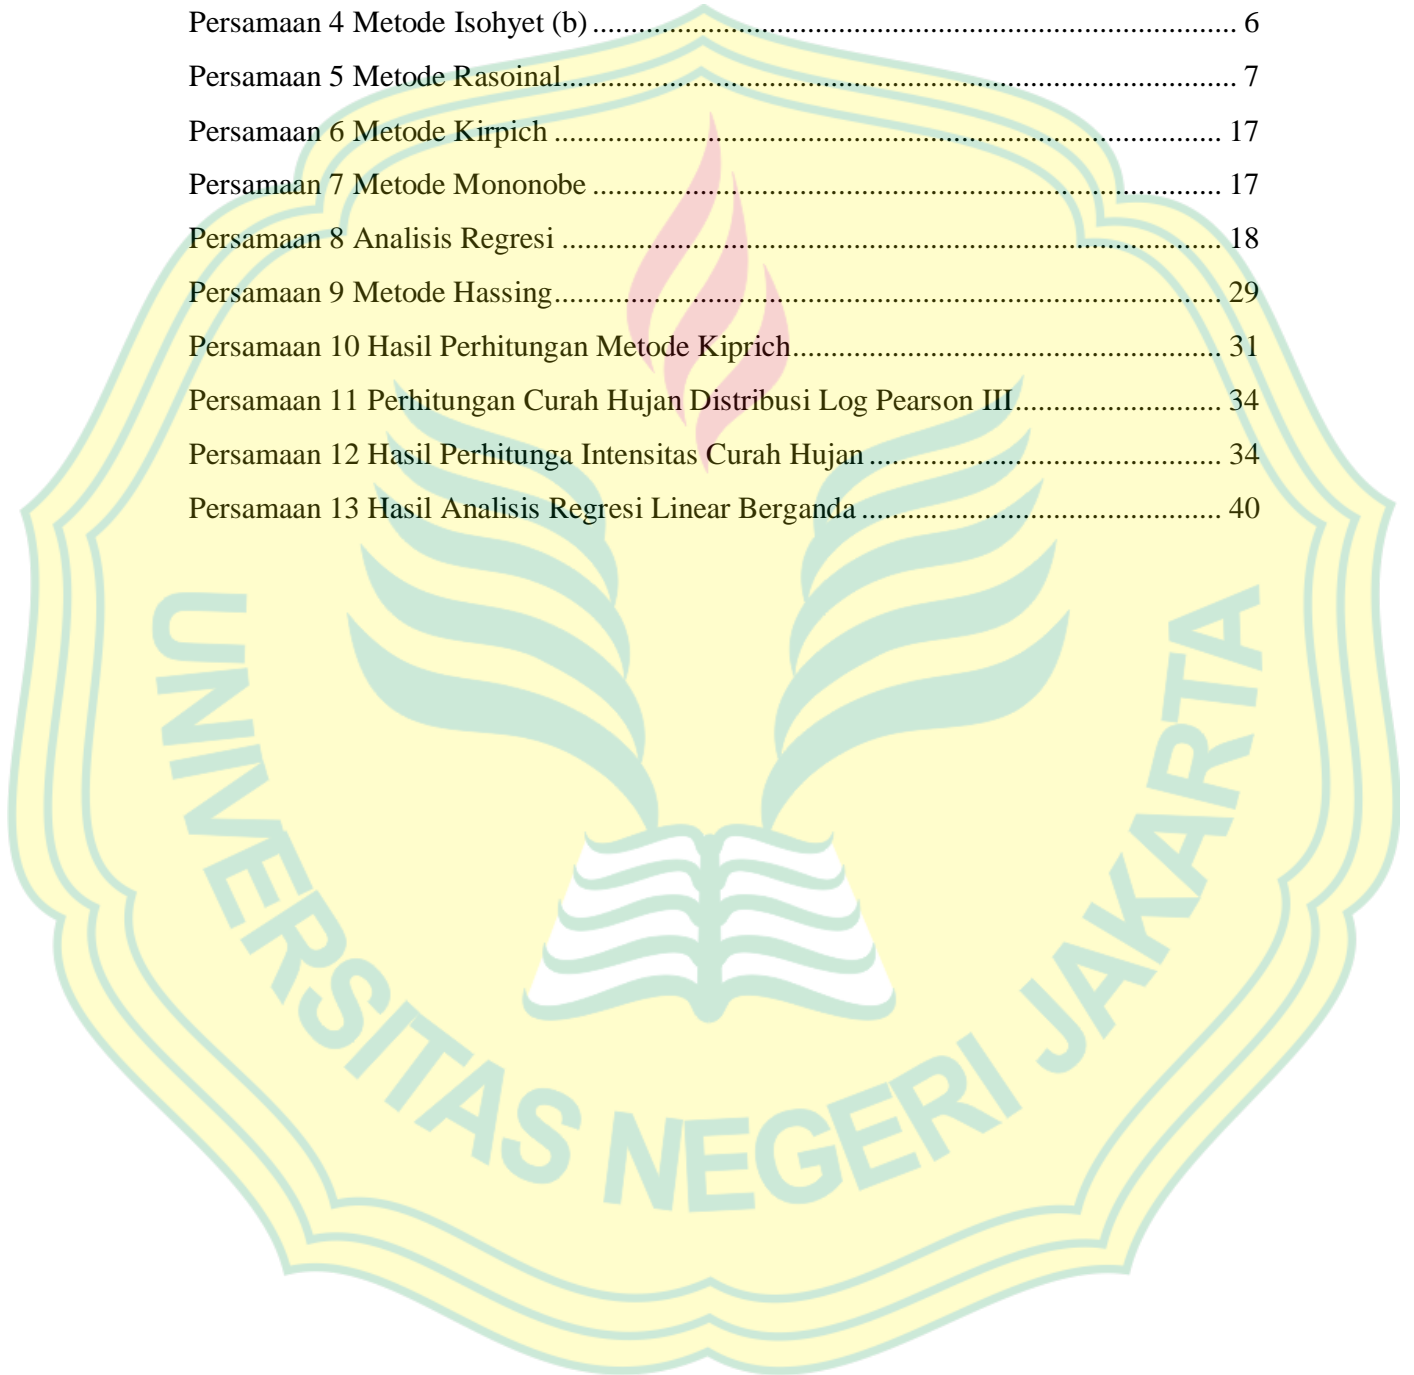 Persamaan 4 Metode Isohyet (b) .................................................................................... 6
Persamaan 5 Metode Rasoinal........................................................................................ 7
Persamaan 6 Metode Kirpich ....................................................................................... 17
Persamaan 7 Metode Mononobe .................................................................................. 17
Persamaan 8 Analisis Regresi ...................................................................................... 18
Persamaan 9 Metode Hassing....................................................................................... 29
Persamaan 10 Hasil Perhitungan Metode Kiprich........................................................ 31
Persamaan 11 Perhitungan Curah Hujan Distribusi Log Pearson III........................... 34
Persamaan 12 Hasil Perhitunga Intensitas Curah Hujan .............................................. 34
Persamaan 13 Hasil Analisis Regresi Linear Berganda ............................................... 40
UNIVERSITAS NEGERI JAKARTA